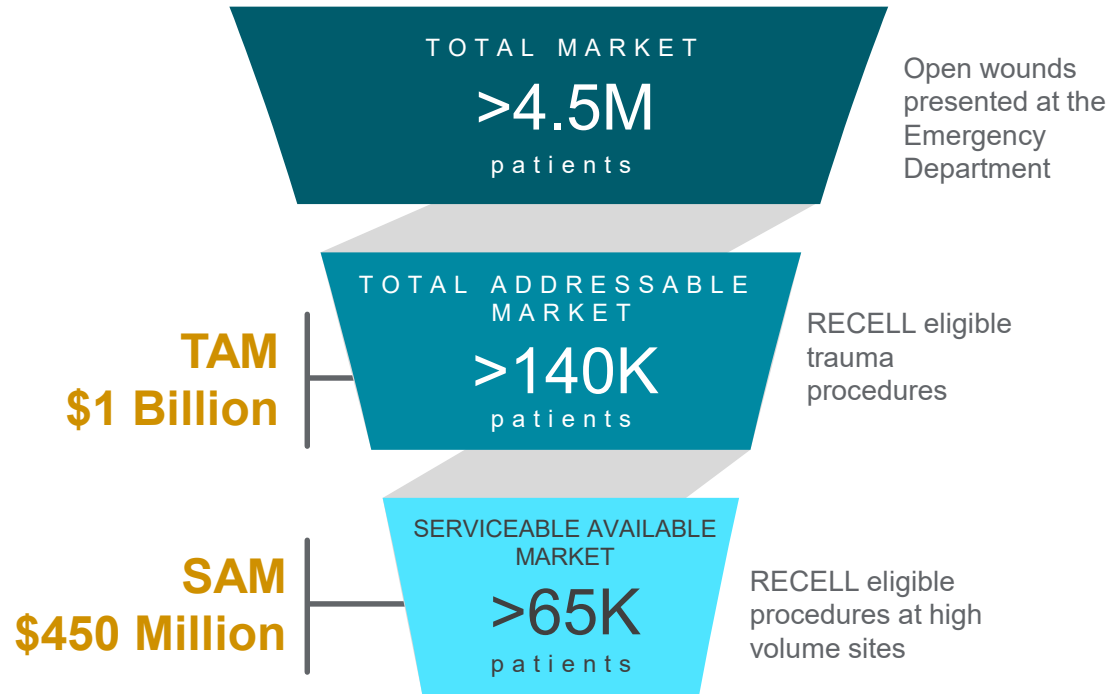 TOTAL MARKET
>4.5M
patients
Open wounds
presented at the
Emergency
Department
TOTAL ADDRESSABLE
MARKET
>140K
patients
TAM
$1 Billion
RECELL eligible
trauma
procedures
SERVICEABLE AVAILABLE
MARKET
>65K
patients
SAM
$450 Million
RECELL eligible
procedures at high
volume sites